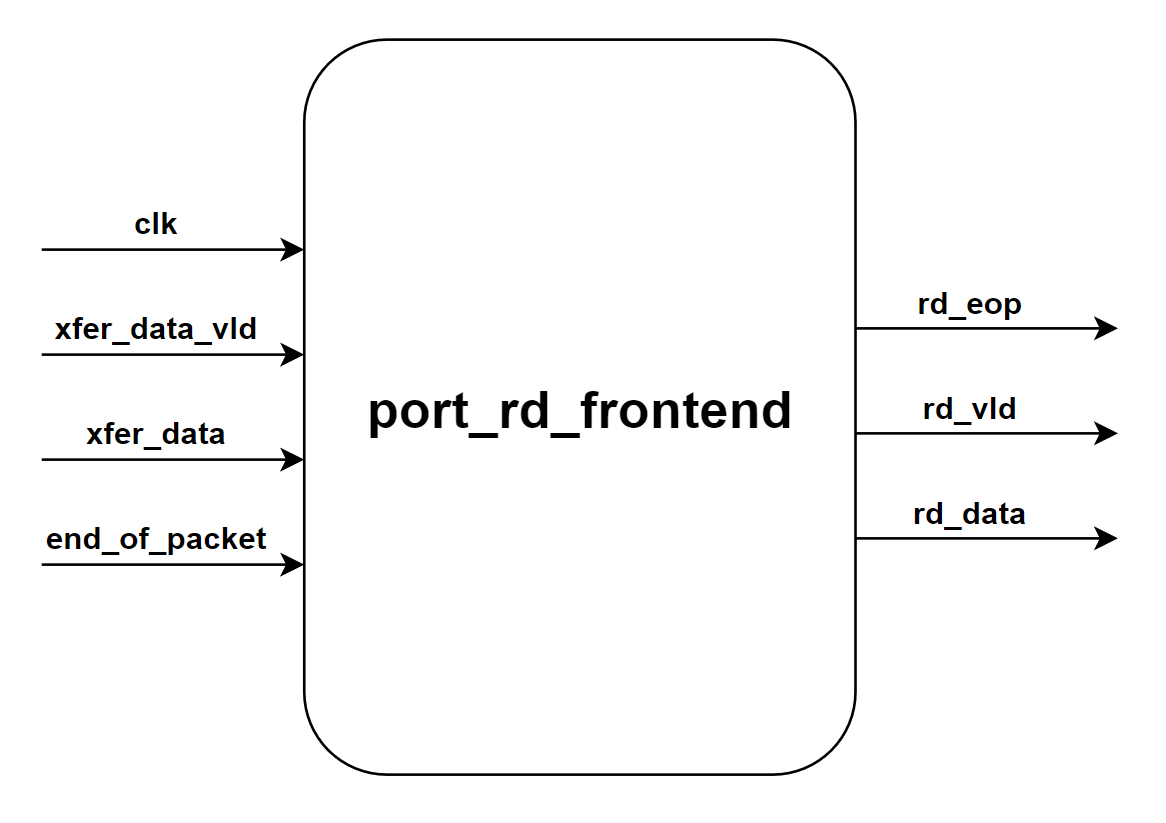 clk
xfer_data_vld
xfer_data
end_of_packet
port_rd_frontend
rd_eop
rd_vld
rd_data